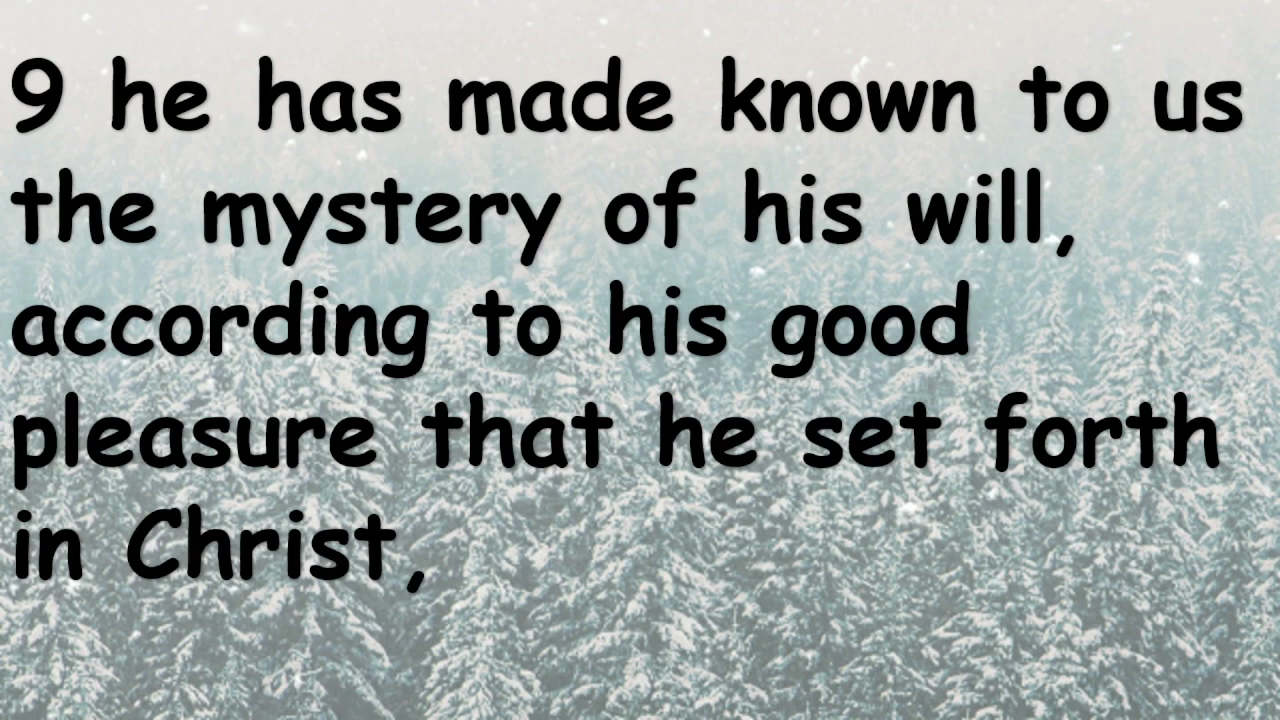 9 he has made known to us
the mystery of his will,
according to his good
pleasure that he set forth
in Christ,